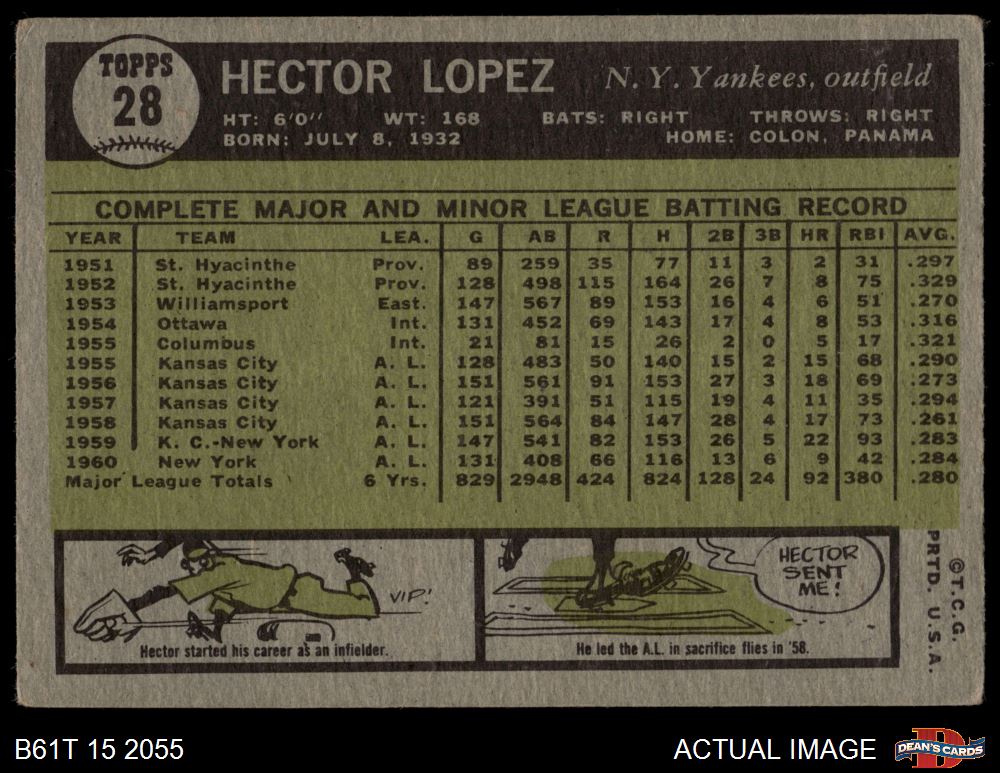 TOPPS
28
HECTOR LOPEZ N. Y. Yankees, outfield
HT: 6'0" WT: 168 BATS: RIGHT THROWS: RIGHT
BORN: JULY 8, 1932 HOME: COLON, PANAMA
COMPLETE MAJOR AND MINOR LEAGUE BATTING RECORD
YEAR TEAM LEA. G AB R H 2B 3B HR RBI AVG.
1951 St. Hyacinthe Prov. 89 259 35 77 11 3 2 31 .297
1952 St. Hyacinthe Prov. 128 498 115 164 26 7 8 75 .329
1953 Williamsport East. 147 567 89 153 16 4 6 51 .270
1954 Ottawa Int. 131 452 69 143 17 4 8 53 .316
1955 Columbus Int. 21 81 15 26 2 0 5 17 .321
1955 Kansas City A. L. 128 483 50 140 15 2 15 68 .290
1956 Kansas City A. L. 151 561 91 153 27 3 18 69 .273
1957 Kansas City A. L. 121 391 51 115 19 4 11 35 .294
1958 Kansas City A. L. 151 564 84 147 28 4 17 73 .261
1959 K. C.-New York A. L. 147 541 82 153 26 5 22 93 .283
1960 New York A. L. 131 408 66 116 13 6 9 42 .284
Major League Totals 6 Yrs. 829 2948 424 824 128 24 92 380 .280
VIP!
Hector started his career as an infielder.
HECTOR
SENT
ME!
He led the A.L. in sacrifice flies in '58.
©T.C.G.
PRTD. U.S.A.
B61T 15 2055
ACTUAL IMAGE
DEAN'S CARDS